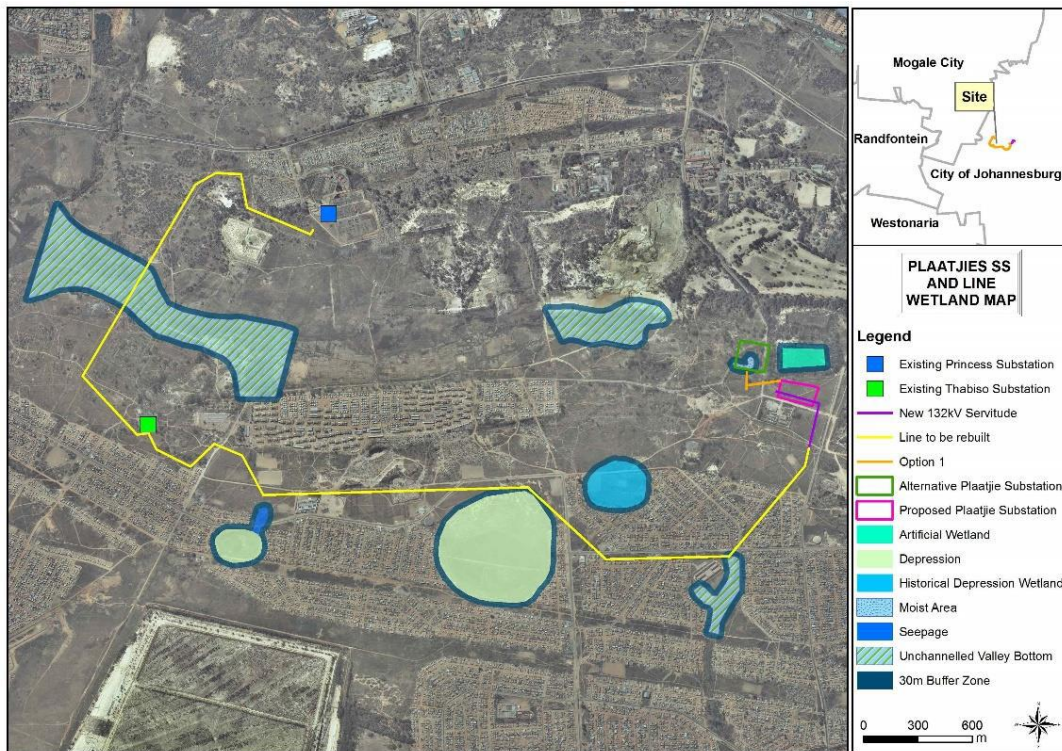 Mogale City
Site
Randfontein
City of Johannesburg
Westonaria
PLAATJIES SS
AND LINE
WETLAND MAP
Legend
Existing Princess Substation
Existing Thabiso Substation
New 132kV Servitude
Line to be rebuilt
Option 1
Alternative Plaatjie Substation
Proposed Plaatjie Substation
Artificial Wetland
Depression
Historical Depression Wetland
Moist Area
Seepage
Unchannelled Valley Bottom
30m Buffer Zone
0 300 600
m